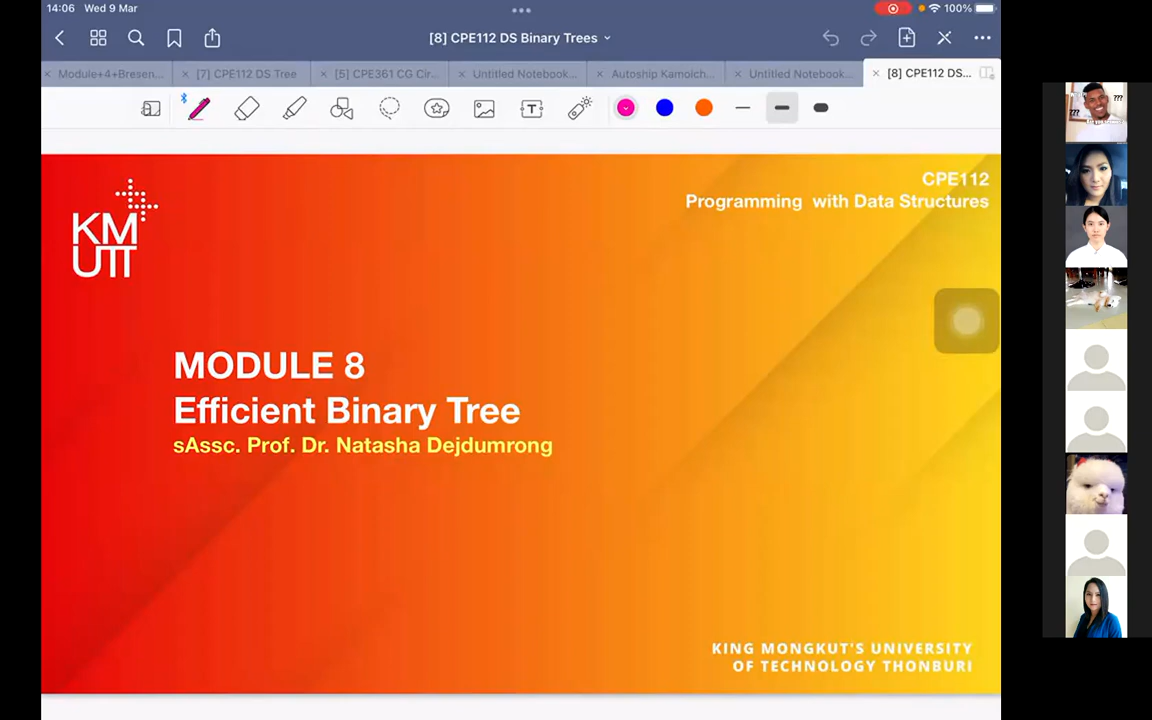 14:06 Wed 9 Mar
100%
[8] CPE112 DS Binary Trees
Module+4+Bresen...
[7] CPE112 DS Tree
[5] CPE361 CG Cir...
Untitled Notebook...
Autoship Kamolch...
Untitled Notebook...
[8] CPE112 DS...
KM
UTT
CPE112
Programming with Data Structures
MODULE 8
Efficient Binary Tree
sAssc. Prof. Dr. Natasha Dejdumrong
KING MONGKUT'S UNIVERSITY
OF TECHNOLOGY THONBURI
???
??